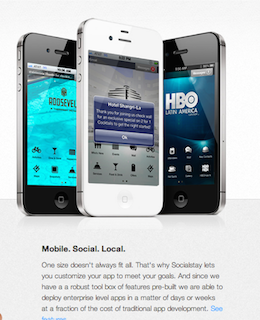 ROOSEVELT
Hotel Shangri-La
Thank you for joining us check wall
for an exclusive special on 2 for 1
Cocktails to get the night started!
Ok
HBO
LATIN AMERICA
Mobile. Social. Local.
One size doesn't always fit all. That's why Socialstay lets
you customize your app to meet your goals. And since we
have a a robust tool box of features pre-built we are able to
deploy enterprise level apps in a matter of days or weeks
at a fraction of the cost of traditional app development. See
features